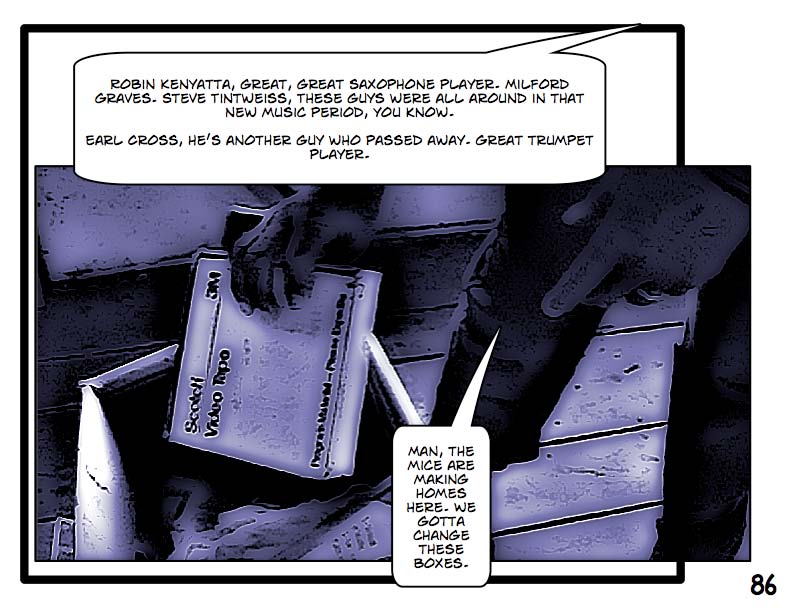 ROBIN KENYATTA, GREAT, GREAT SAXOPHONE PLAYER. MILFORD
GRAVES. STEVE TINTWEISS, THESE GUYS WERE ALL AROUND IN THAT
NEW MUSIC PERIOD, YOU KNOW.
EARL CROSS, HE'S ANOTHER GUY WHO PASSED AWAY. GREAT TRUMPET
PLAYER.
3M
Scotch
Video Tape
MAN, THE
MICE ARE
MAKING
HOMES
HERE. WE
GOTTA
CHANGE
THESE
BOXES.
86